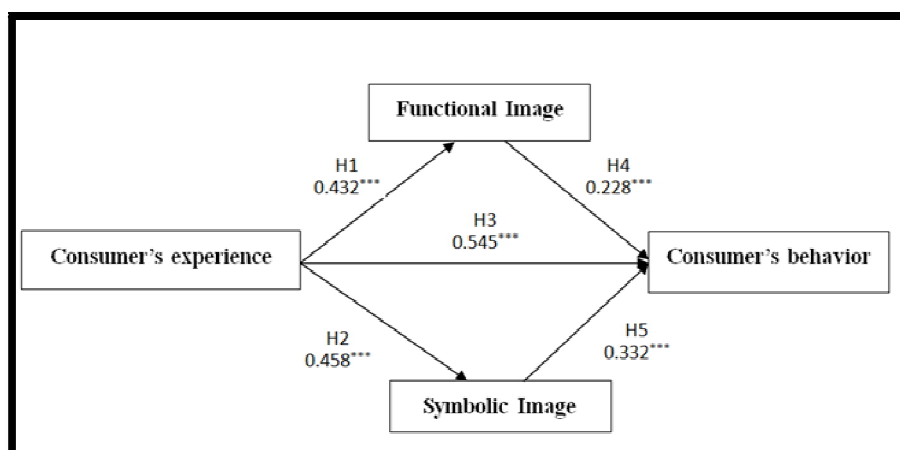 Functional Image
H1
0.432***
H4
0.228***
H3
0.545***
Consumer's experience
Consumer's behavior
H2
0.458***
H5
0.332***
Symbolic Image